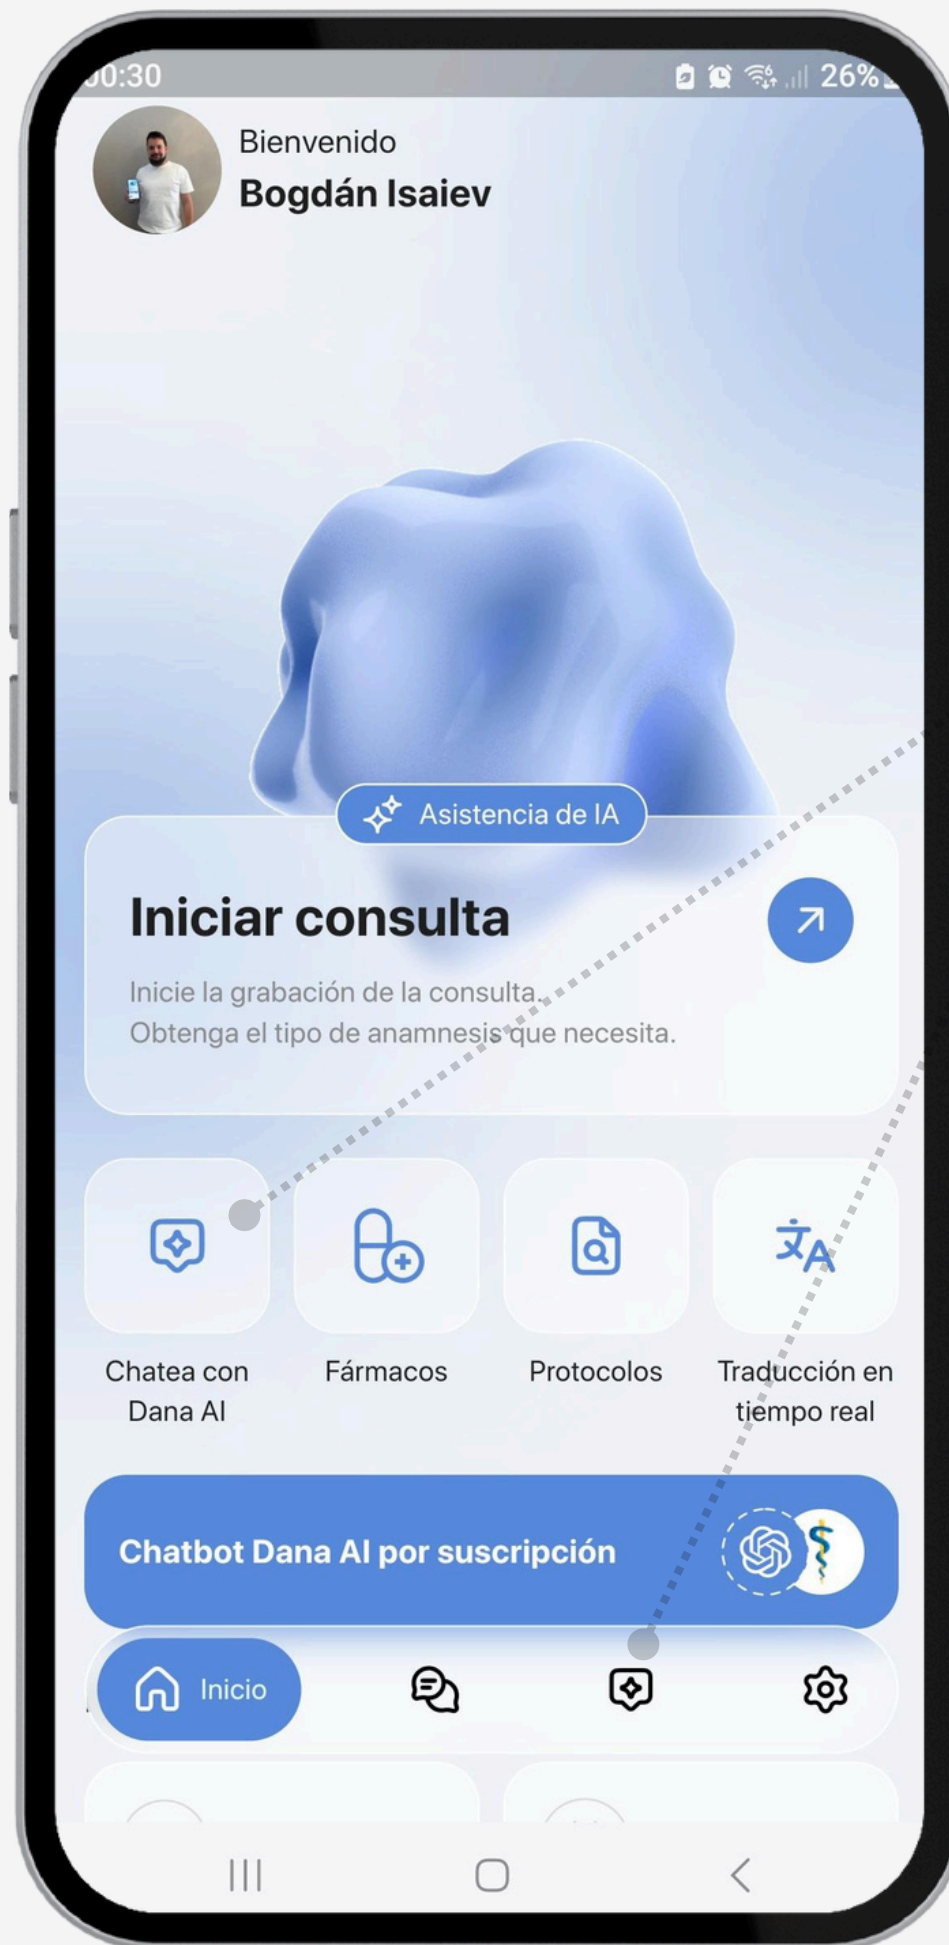 00:30
26%
Bienvenido
Bogdán Isaiev
Asistencia de IA
Iniciar consulta
Inicie la grabación de la consulta.
Obtenga el tipo de anamnesis que necesita.
Chatea con
Dana AI
Fármacos
Protocolos
Traducción en
tiempo real
Chatbot Dana AI por suscripción
Inicio